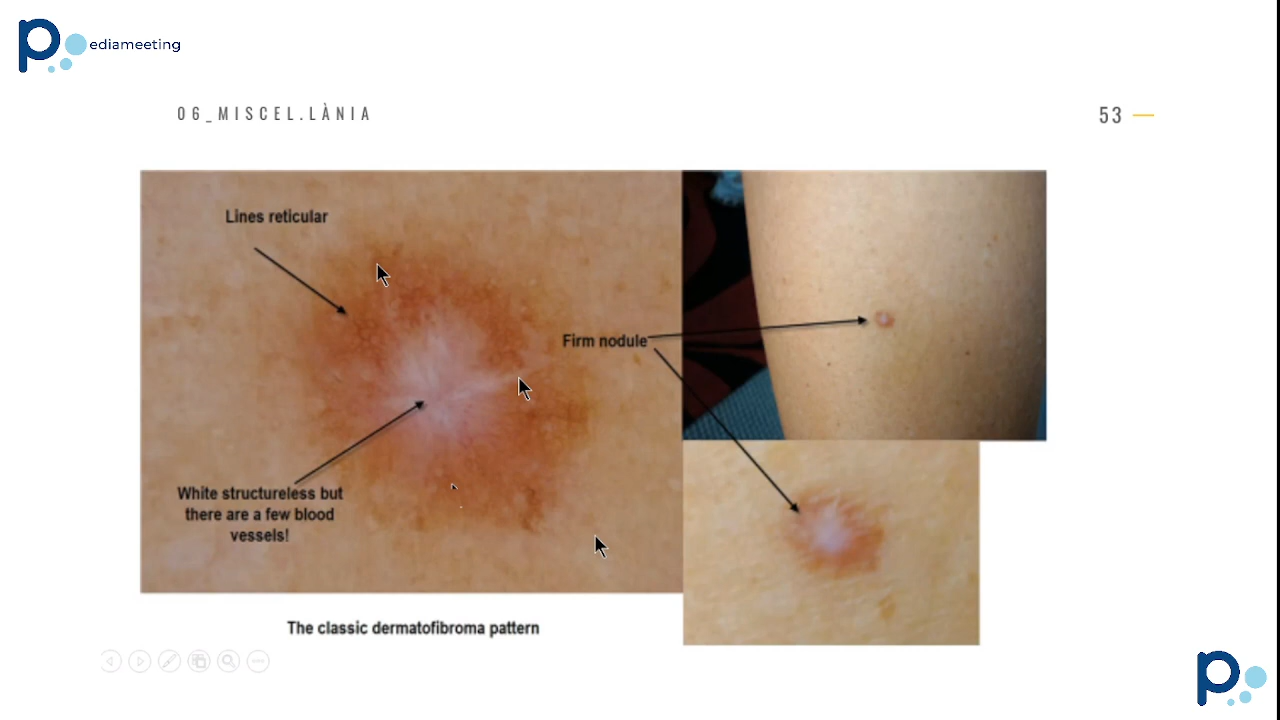 Pediameeting
06_MISCEL.LÀNIA
53
Lines reticular
Firm nodule
White structureless but
there are a few blood
vessels!
The classic dermatofibroma pattern
P